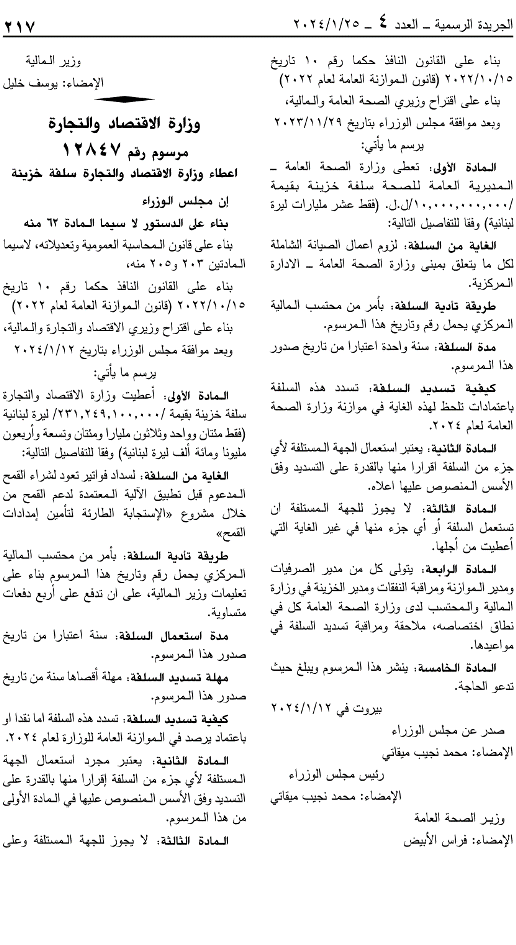 الجريدة الرسمية ــ العدد ٤ ــ ٢٠٢٤/١/٢٥
٢١٧
بناء على القانون النافذ حكما رقم ١٠ تاريخ
٢٠٢٢/١٠/١٥ (قانون الموازنة العامة لعام ٢٠٢٢)
بناء على اقتراح وزيري الصحة العامة والمالية،
وبعد موافقة مجلس الوزراء بتاريخ ٢٠٢٣/١١/٢٩
يرسم ما يأتي:
المادة الأولى: تعطى وزارة الصحة العامة ــ
المديرية العامة للصحة سلفة خزينة بقيمة
/١٠,٠٠٠,٠٠٠,٠٠٠/ل.ل. (فقط عشر مليارات ليرة
لبنانية) وفقا للتفاصيل التالية:
الغاية من السلفة: لزوم اعمال الصيانة الشاملة
لكل ما يتعلق بمبنى وزارة الصحة العامة ــ الادارة
المركزية.
طريقة تادية السلفة: بأمر من محتسب المالية
المركزي يحمل رقم وتاريخ هذا المرسوم.
مدة السلفة: سنة واحدة اعتبارا من تاريخ صدور
هذا المرسوم.
كيفية تسديد السلفة: تسدد هذه السلفة
باعتمادات تلحظ لهذه الغاية في موازنة وزارة الصحة
العامة لعام ٢٠٢٤.
المادة الثانية: يعتبر استعمال الجهة المستلفة لأي
جزء من السلفة اقرارا منها بالقدرة على التسديد وفق
الأسس المنصوص عليها اعلاه.
المادة الثالثة: لا يجوز للجهة المستلفة ان
تستعمل السلفة أو أي جزء منها في غير الغاية التي
أعطيت من أجلها.
المادة الرابعة: يتولى كل من مدير الصرفيات
ومدير الموازنة ومراقبة النفقات ومدير الخزينة في وزارة
المالية والمحتسب لدى وزارة الصحة العامة كل في
نطاق اختصاصه، ملاحقة ومراقبة تسديد السلفة في
مواعيدها.
المادة الخامسة: ينشر هذا المرسوم ويبلغ حيث
تدعو الحاجة.
بيروت في ٢٠٢٤/١/١٢
صدر عن مجلس الوزراء
الإمضاء: محمد نجيب ميقاتي
رئيس مجلس الوزراء
الإمضاء: محمد نجيب ميقاتي
وزير الصحة العامة
الإمضاء: فراس الأبيض
وزير المالية
الإمضاء: يوسف خليل
وزارة الاقتصاد والتجارة
مرسوم رقم ١٢٨٤٧
اعطاء وزارة الاقتصاد والتجارة سلفة خزينة
إن مجلس الوزراء
بناء على الدستور لا سيما المادة ٦٢ منه
بناء على قانون المحاسبة العمومية وتعديلاته، لاسيما
المادتين ٢٠٣ و٢٠٥ منه،
بناء على القانون النافذ حكما رقم ١٠ تاريخ
٢٠٢٢/١٠/١٥ (قانون الموازنة العامة لعام ٢٠٢٢)
بناء على اقتراح وزيري الاقتصاد والتجارة والمالية،
وبعد موافقة مجلس الوزراء بتاريخ ٢٠٢٤/١/١٢
يرسم ما يأتي:
المادة الأولى: أعطيت وزارة الاقتصاد والتجارة
سلفة خزينة بقيمة /٢٣١,٢٤٩,١٠٠,٠٠٠/ ليرة لبنانية
(فقط مئتان وواحد وثلاثون مليارا ومئتان وتسعة وأربعون
مليونا ومائة ألف ليرة لبنانية) وفقا للتفاصيل التالية:
الغاية من السلفة: لسداد فواتير تعود لشراء القمح
المدعوم قبل تطبيق الآلية المعتمدة لدعم القمح من
خلال مشروع «الإستجابة الطارئة لتأمين إمدادات
القمح»
طريقة تادية السلفة: بأمر من محتسب المالية
المركزي يحمل رقم وتاريخ هذا المرسوم بناء على
تعليمات وزير المالية، على ان تدفع على أربع دفعات
متساوية.
مدة استعمال السلفة: سنة اعتبارا من تاريخ
صدور هذا المرسوم.
مهلة تسديد السلفة: مهلة أقصاها سنة من تاريخ
صدور هذا المرسوم.
كيفية تسديد السلفة: تسدد هذه السلفة اما نقدا او
باعتماد يرصد في الموازنة العامة للوزارة لعام ٢٠٢٤.
المادة الثانية: يعتبر مجرد استعمال الجهة
المستلفة لأي جزء من السلفة إقرارا منها بالقدرة على
التسديد وفق الأسس المنصوص عليها في المادة الأولى
من هذا المرسوم.
المادة الثالثة: لا يجوز للجهة المستلفة وعلى